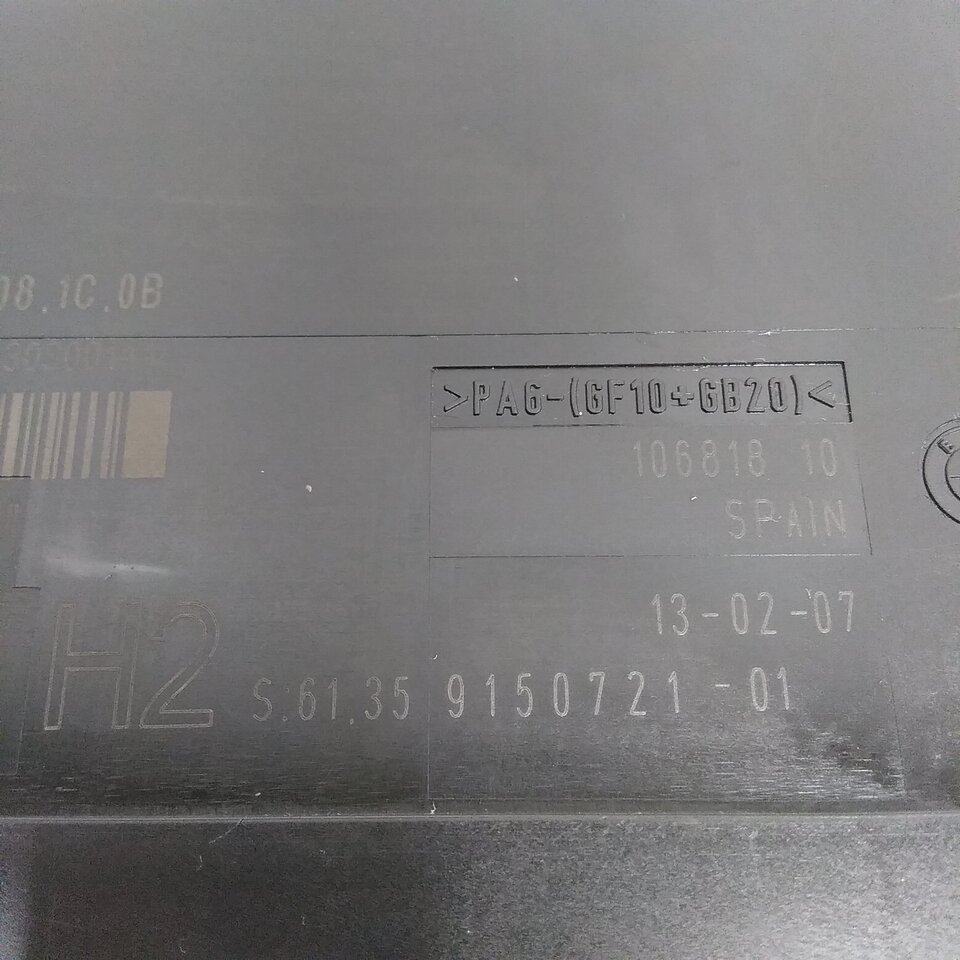 08.1C.0B
>PA6-(GF10+GB20)<
106818 10
SPAIN
13-02-07
H2
S:61.35 9150721 -01